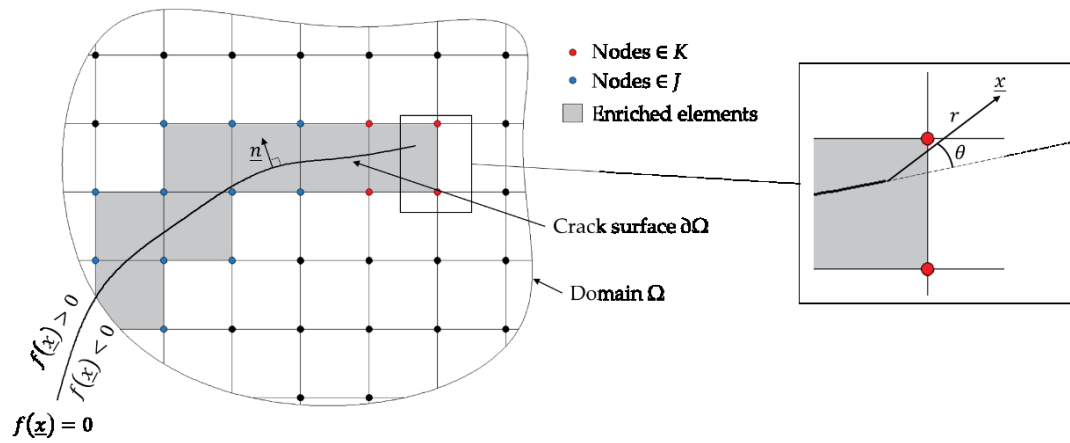 Nodes ∈ K
Nodes ∈ J
Enriched elements
n
Crack surface ∂Ω
Domain Ω
f(x) > 0
f(x) < 0
f(x) = 0
x
r
θ